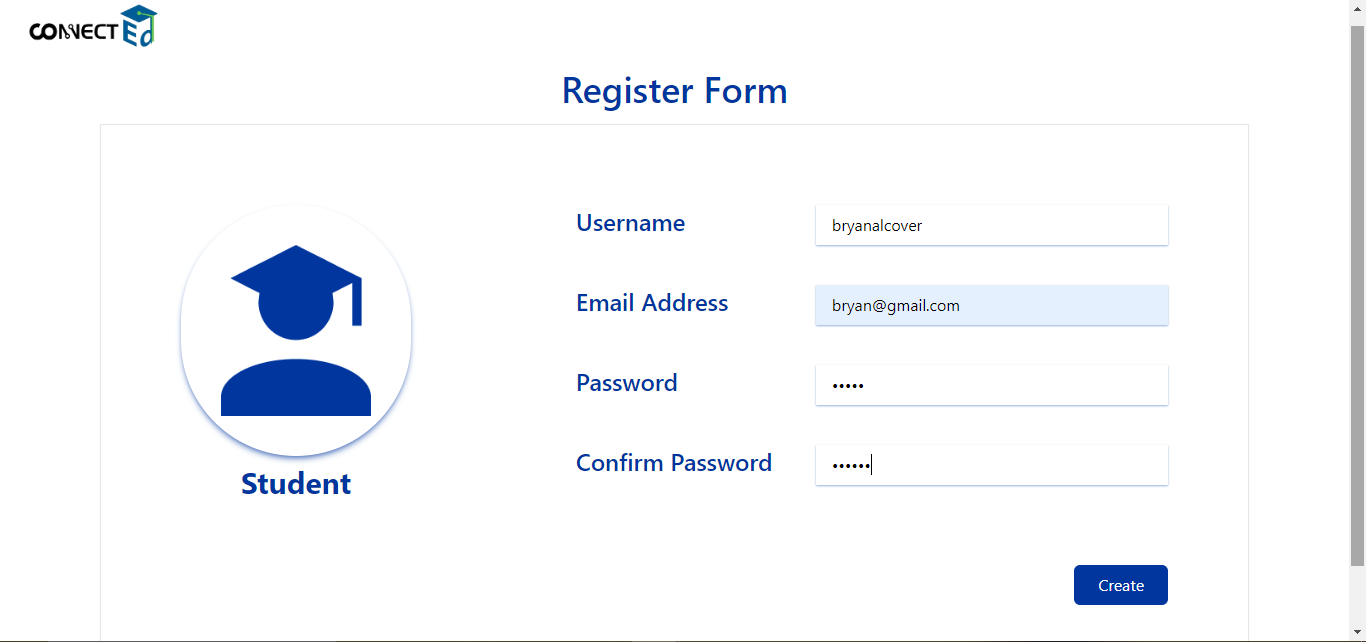 CONNECT Ed
Register Form
Username
bryanalcover
Email Address
bryan@gmail.com
Password
•••••
Confirm Password
••••••
Student
Create